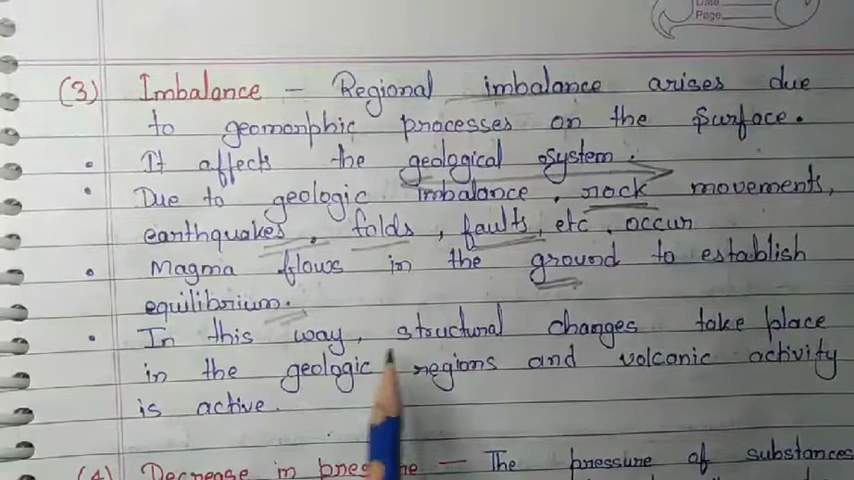 Date
Page
(3) Imbalance - Regional imbalance arises due
to geomorphic processes on the surface.
• It affects the geological system.
• Due to geologic imbalance, rock movements,
earthquakes, folds, faults, etc. occur
• Magma flows in the ground to establish
equilibrium.
• In this way, structural changes take place
in the geologic regions and volcanic activity
is active.
(4) Decrease in pressure - The pressure of substances